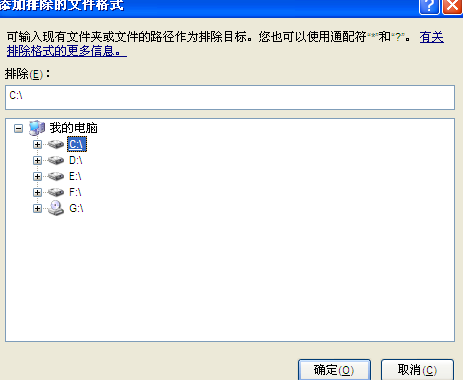 添加排除的文件格式
可输入现有文件夹或文件的路径作为排除目标。您也可以使用通配符“*”和“?”。 有关
排除格式的更多信息。
排除(E)：
C:\
我的电脑
C:\
D:\
E:\
F:\
G:\
确定(O) 取消(C)